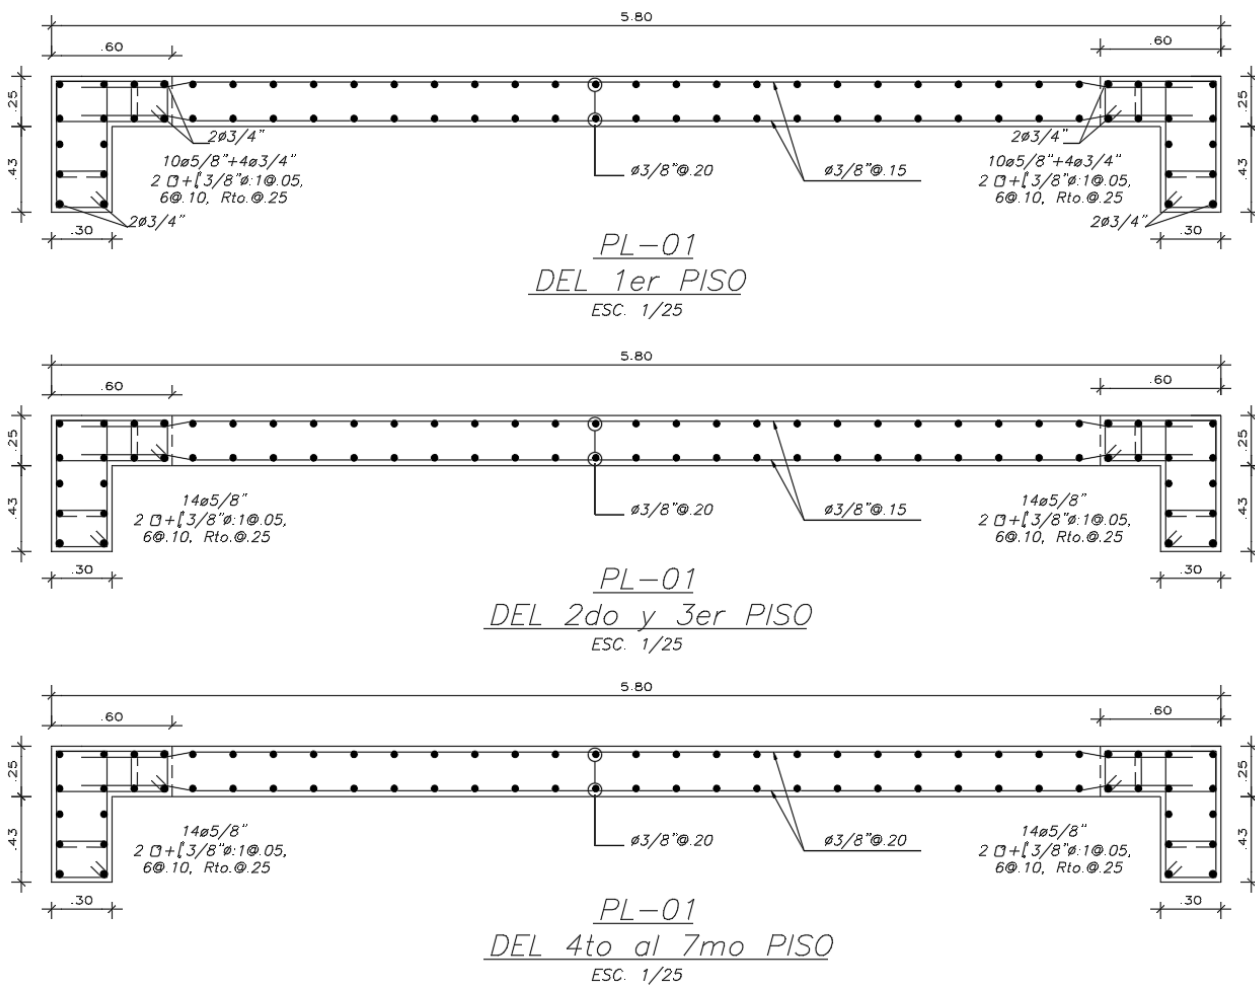 5.80
.60
.60
.25
.25
2ø3/4"
2ø3/4"
10ø5/8"+4ø3/4"
2 □+[ 3/8"ø:1@.05,
6@.10, Rto.@.25
ø3/8"@.20
ø3/8"@.15
10ø5/8"+4ø3/4"
2 □+[ 3/8"ø:1@.05,
6@.10, Rto.@.25
.43
.43
2ø3/4"
2ø3/4"
.30
.30
PL-01
DEL 1er PISO
ESC. 1/25
5.80
.60
.60
.25
.25
14ø5/8"
2 □+[ 3/8"ø:1@.05,
6@.10, Rto.@.25
ø3/8"@.20
ø3/8"@.15
14ø5/8"
2 □+[ 3/8"ø:1@.05,
6@.10, Rto.@.25
.43
.43
.30
.30
PL-01
DEL 2do y 3er PISO
ESC. 1/25
5.80
.60
.60
.25
.25
14ø5/8"
2 □+[ 3/8"ø:1@.05,
6@.10, Rto.@.25
ø3/8"@.20
ø3/8"@.20
14ø5/8"
2 □+[ 3/8"ø:1@.05,
6@.10, Rto.@.25
.43
.43
.30
.30
PL-01
DEL 4to al 7mo PISO
ESC. 1/25